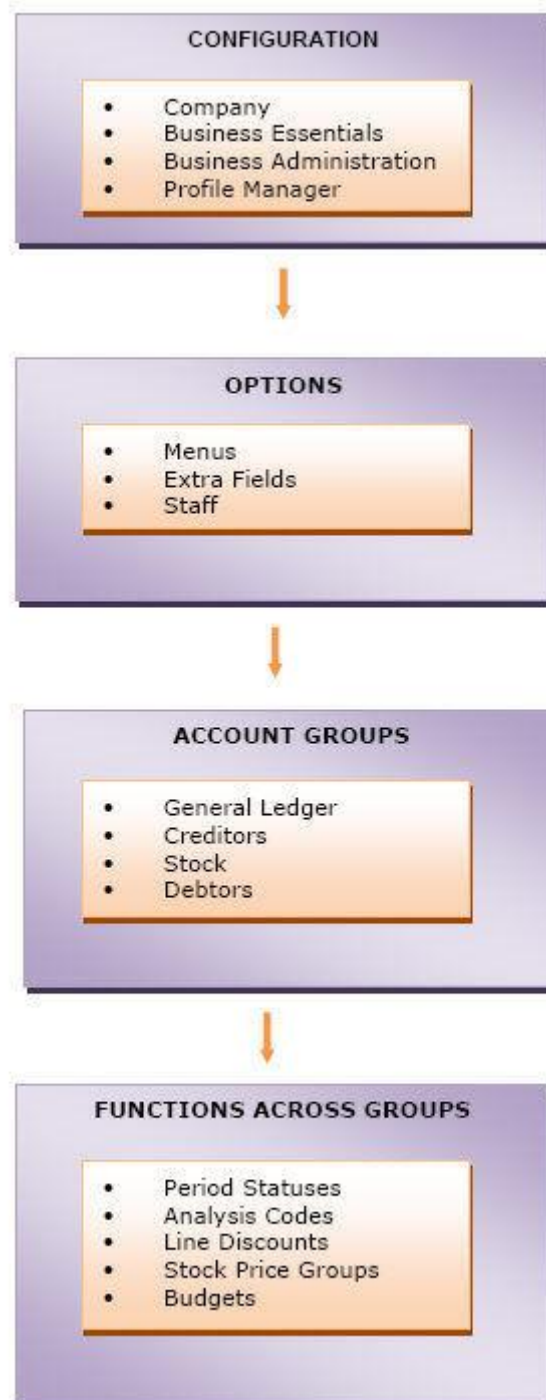 CONFIGURATION
• Company
• Business Essentials
• Business Administration
• Profile Manager
OPTIONS
• Menus
• Extra Fields
• Staff
ACCOUNT GROUPS
• General Ledger
• Creditors
• Stock
• Debtors
FUNCTIONS ACROSS GROUPS
• Period Statuses
• Analysis Codes
• Line Discounts
• Stock Price Groups
• Budgets